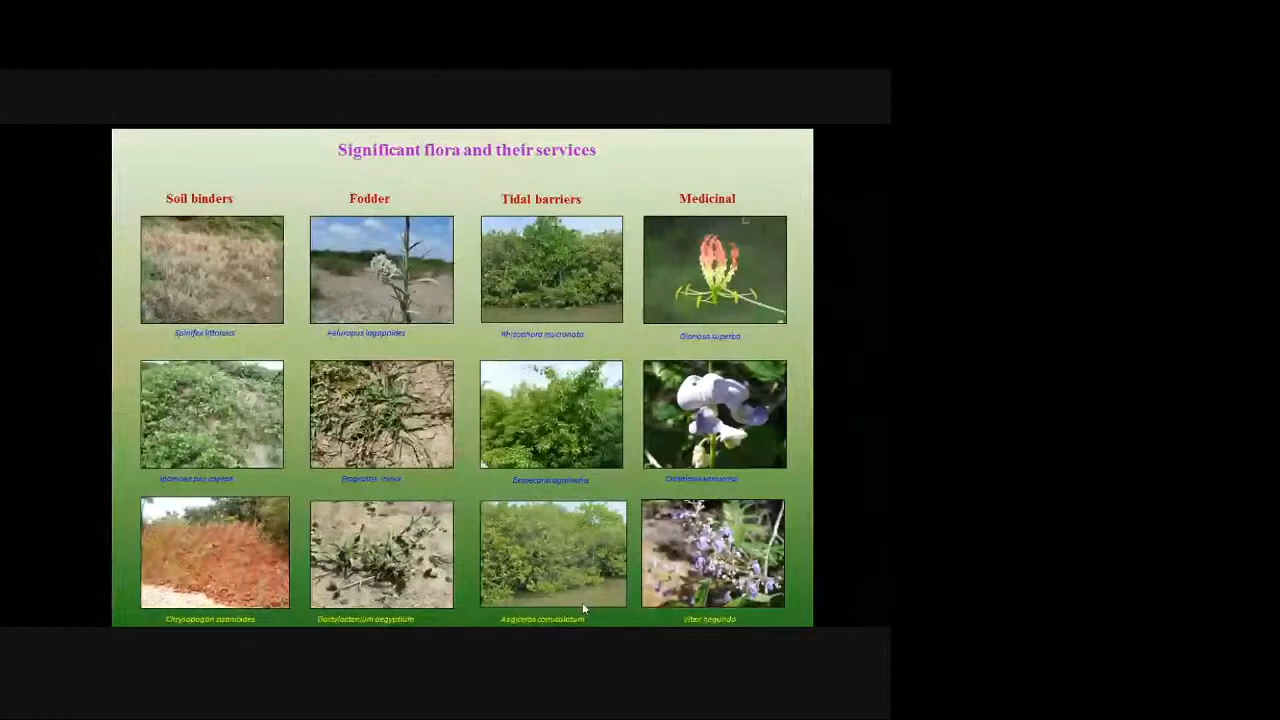 Significant flora and their services
Soil binders Fodder Tidal barriers Medicinal
Spinifex littoreus Aeluropus lagopoides Rhizophora mucronata Gloriosa superba
Ipomoea pes-caprae Eragrostis Excoecaria agallocha
Chrysopogon zizanioides Dactyloctenium aegyptium Aegiceras corniculatum Vitex negundo